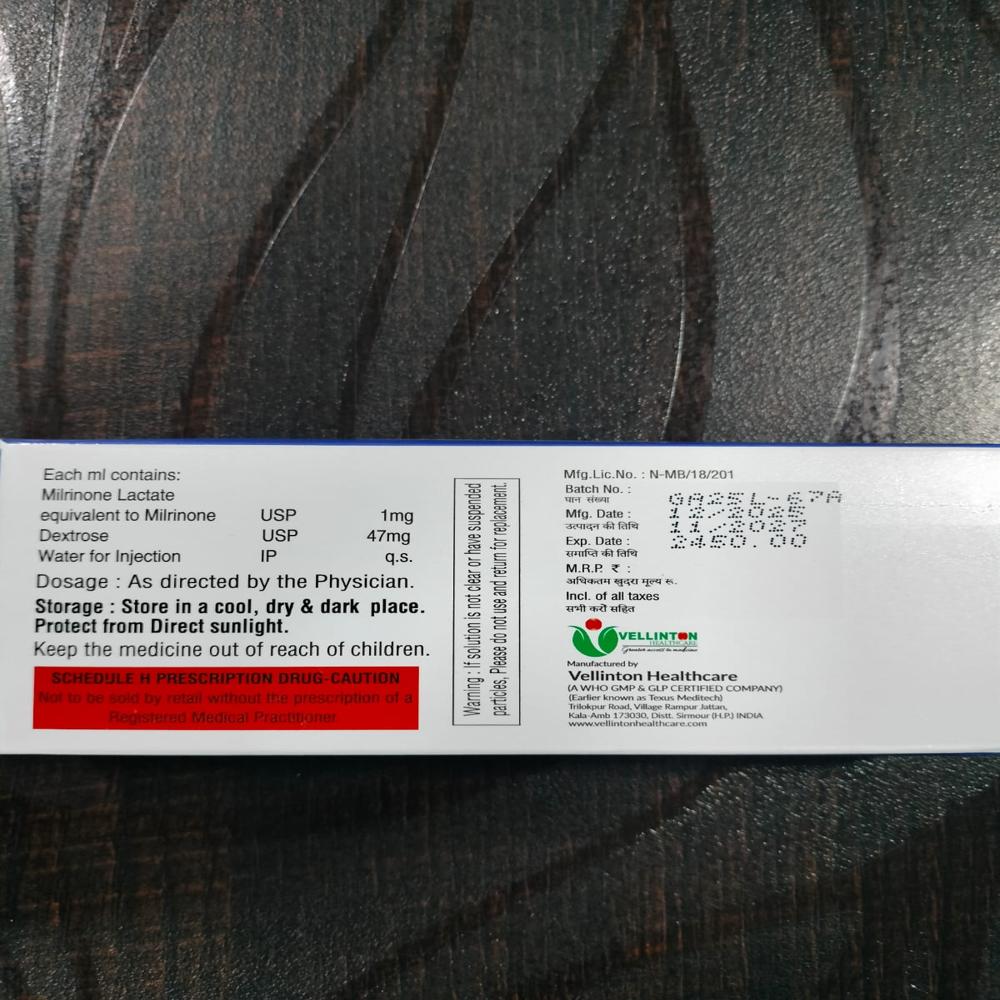 Each ml contains:
Milrinone Lactate
equivalent to Milrinone USP 1mg
Dextrose USP 47mg
Water for Injection IP q.s.
Dosage : As directed by the Physician.
Storage : Store in a cool, dry & dark place.
Protect from Direct sunlight.
Keep the medicine out of reach of children.
SCHEDULE H PRESCRIPTION DRUG-CAUTION
Not to be sold by retail without the prescription of a
Registered Medical Practitioner.
Warning : If solution is not clear or have suspended
particles, Please do not use and return for replacement.
Mfg.Lic.No. : N-MB/18/201
Batch No. :
घान संख्या
Mfg. Date :
उत्पादन की तिथि
Exp. Date :
समाप्ति की तिथि
M.R.P. ₹ :
अधिकतम खुदरा मूल्य रू.
Incl. of all taxes
सभी करों सहित
12/2025
11/2027
2450.00
VELLINTON
HEALTHCARE
Greater access to medicine
Manufactured by
Vellinton Healthcare
(A WHO GMP & GLP CERTIFIED COMPANY)
(Earlier known as Texus Meditech)
Trilokpur Road, Village Rampur Jattan,
Kala-Amb 173030, Distt. Sirmour (H.P.) INDIA
www.vellintonhealthcare.com